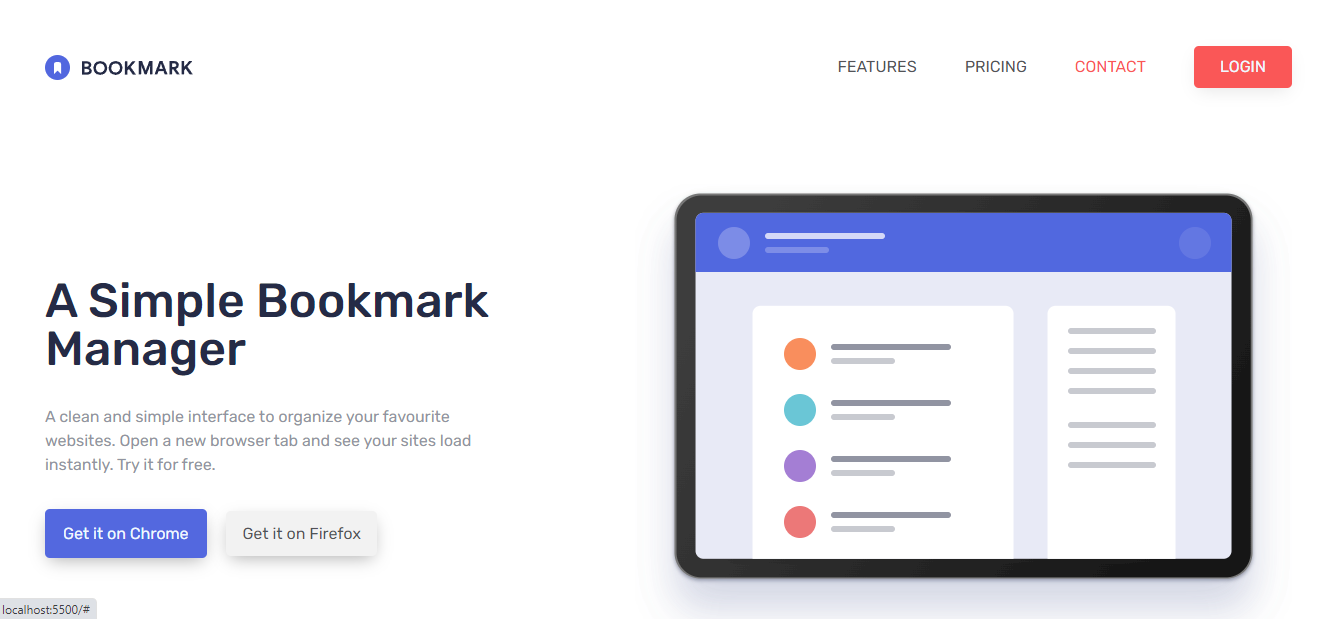 BOOKMARK
FEATURES
PRICING
CONTACT
LOGIN
A Simple Bookmark
Manager
A clean and simple interface to organize your favourite
websites. Open a new browser tab and see your sites load
instantly. Try it for free.
Get it on Chrome
Get it on Firefox
localhost:5500/#